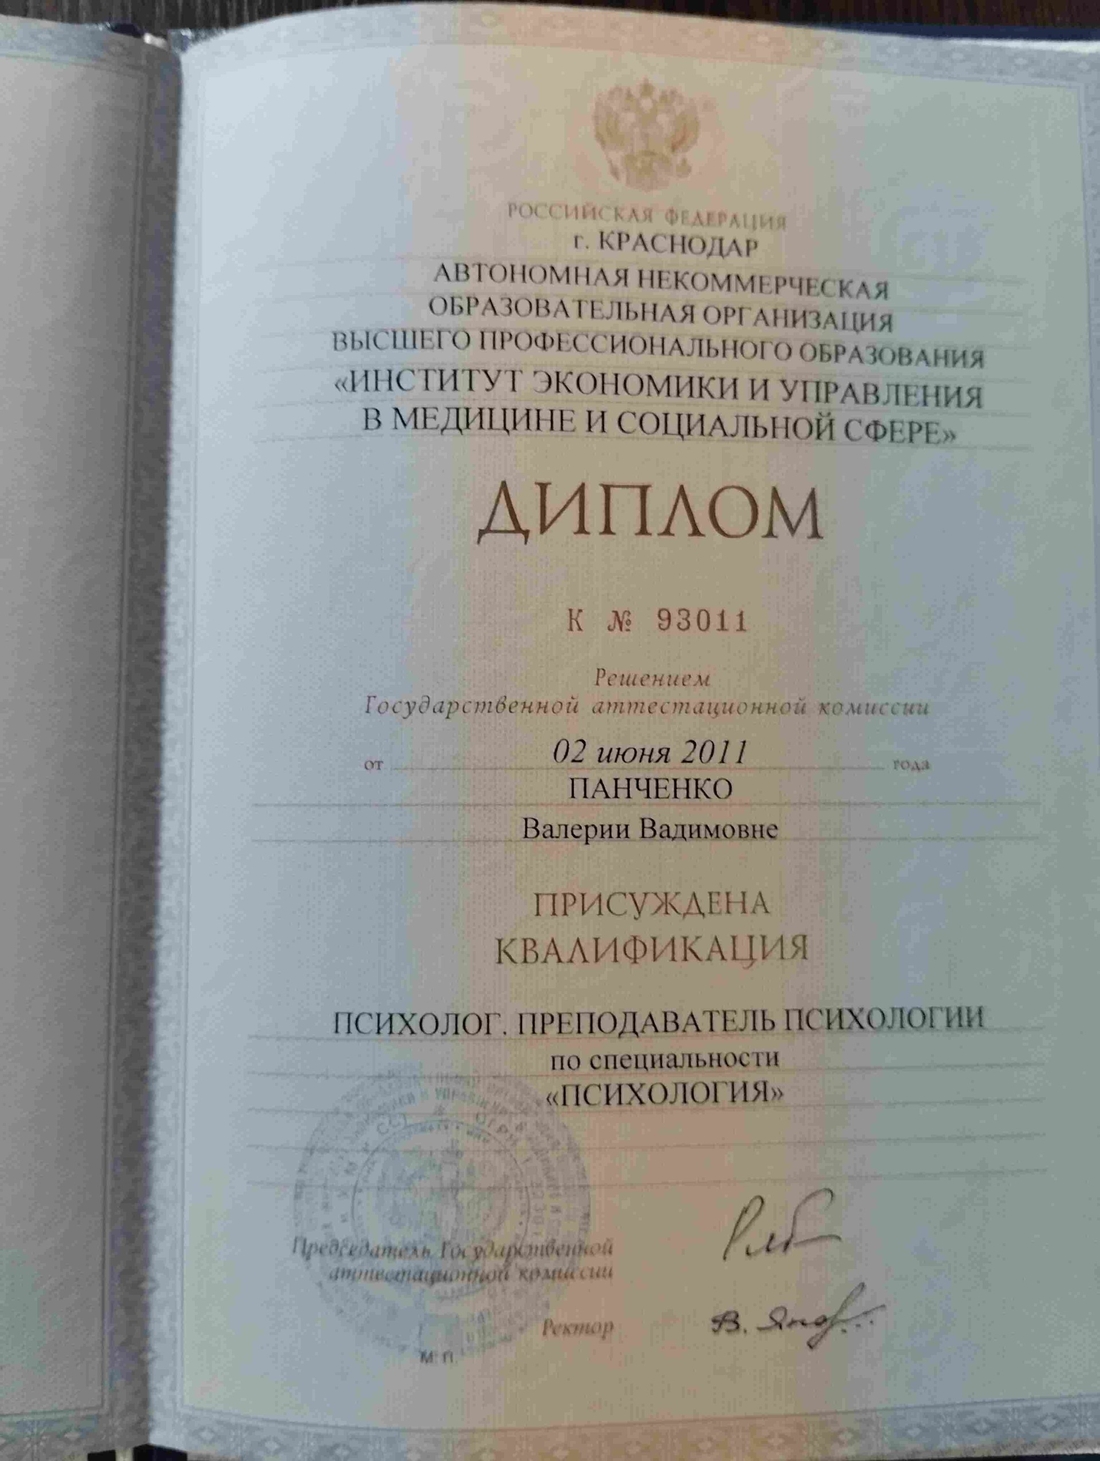 РОССИЙСКАЯ ФЕДЕРАЦИЯ
г. КРАСНОДАР
АВТОНОМНАЯ НЕКОММЕРЧЕСКАЯ
ОБРАЗОВАТЕЛЬНАЯ ОРГАНИЗАЦИЯ
ВЫСШЕГО ПРОФЕССИОНАЛЬНОГО ОБРАЗОВАНИЯ
«ИНСТИТУТ ЭКОНОМИКИ И УПРАВЛЕНИЯ
В МЕДИЦИНЕ И СОЦИАЛЬНОЙ СФЕРЕ»
ДИПЛОМ
К № 93011
Решением
Государственной аттестационной комиссии
от 02 июня 2011 года
ПАНЧЕНКО
Валерии Вадимовне
ПРИСУЖДЕНА
КВАЛИФИКАЦИЯ
ПСИХОЛОГ. ПРЕПОДАВАТЕЛЬ ПСИХОЛОГИИ
по специальности
«ПСИХОЛОГИЯ»
Председатель Государственной
аттестационной комиссии
Ректор
М.П.